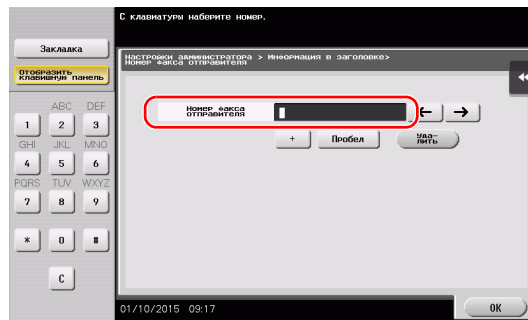 С клавиатуры наберите номер.
Закладка
Отобразить
клавишную панель
Настройки администратора > Информация в заголовке>
Номер факса отправителя
Номер факса
отправителя
← →
+ Пробел Уда-
лить
ABC DEF
1 2 3
GHI JKL MNO
4 5 6
PQRS TUV WXYZ
7 8 9
* 0 #
C
01/10/2015 09:17
OK